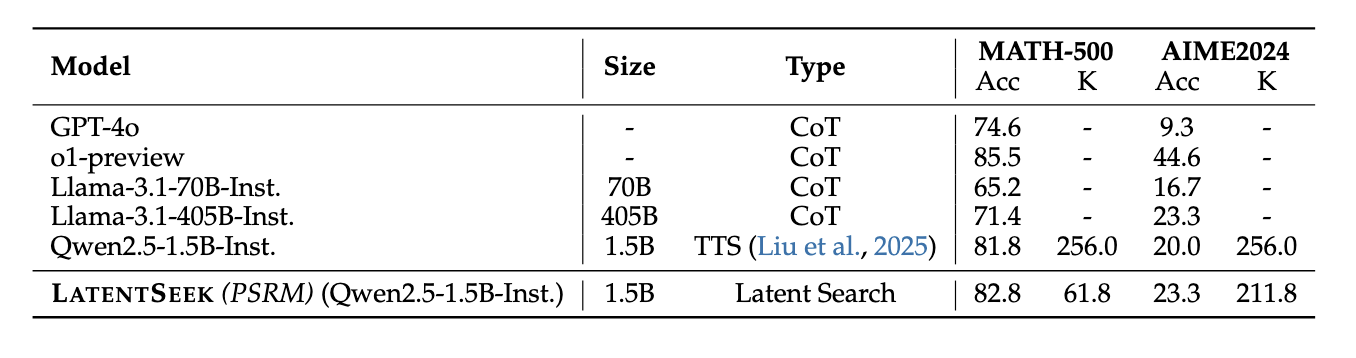 Model Size Type MATH-500 AIME2024
Acc K Acc K
GPT-4o - CoT 74.6 - 9.3 -
o1-preview - CoT 85.5 - 44.6 -
Llama-3.1-70B-Inst. 70B CoT 65.2 - 16.7 -
Llama-3.1-405B-Inst. 405B CoT 71.4 - 23.3 -
Qwen2.5-1.5B-Inst. 1.5B TTS (Liu et al., 2025) 81.8 256.0 20.0 256.0
LATENTSEEK (PSRM) (Qwen2.5-1.5B-Inst.) 1.5B Latent Search 82.8 61.8 23.3 211.8